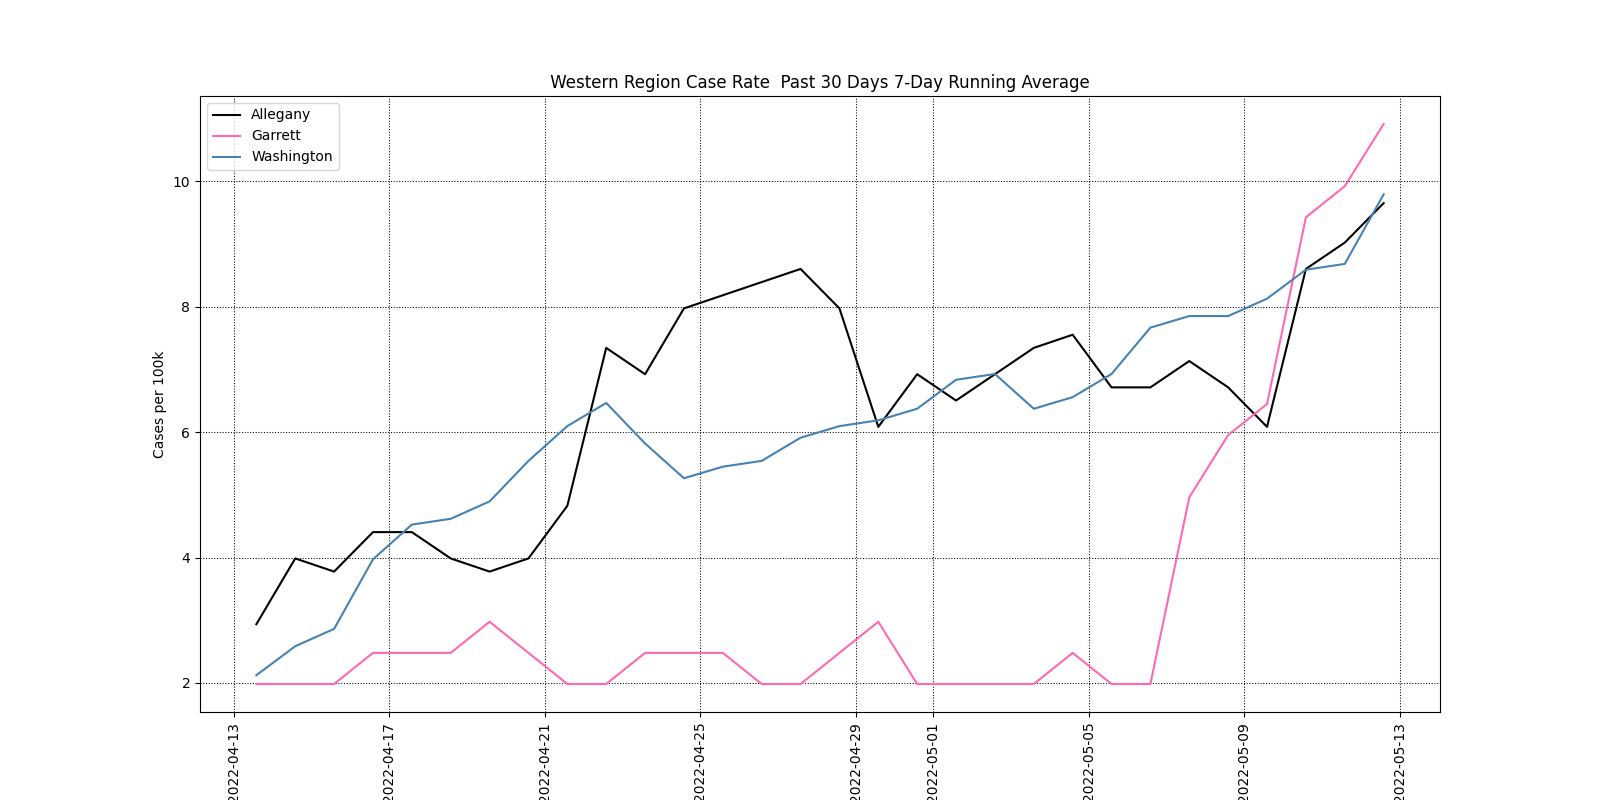 Western Region Case Rate  Past 30 Days 7-Day Running Average
Allegany
Garrett
Washington
Cases per 100k
10
8
6
4
2
2022-04-13
2022-04-17
2022-04-21
2022-04-25
2022-04-29
2022-05-01
2022-05-05
2022-05-09
2022-05-13